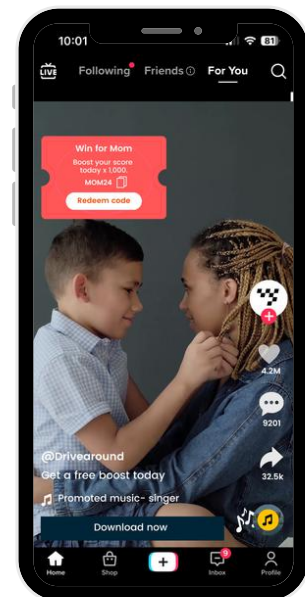 10:01
81
LIVE
Following
Friends
For You
Win for Mom
Boost your score
today x 1,000.
MOM24
Redeem code
4.2M
9201
32.5k
@Drivearound
Get a free boost today
Promoted music- singer
Download now
Home
Shop
9
Inbox
Profile